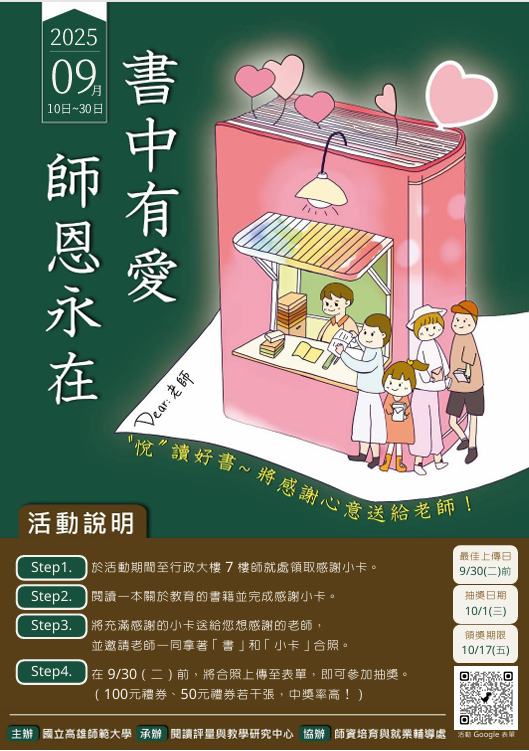 2025
09月
10日~30日
書中有愛
師恩永在
Dear:老師
"悅"讀好書~將感謝心意送給老師！
活動說明
Step1. 於活動期間至行政大樓 7 樓師就處領取感謝小卡。
Step2. 閱讀一本關於教育的書籍並完成感謝小卡。
Step3. 將充滿感謝的小卡送給您想感謝的老師，
並邀請老師一同拿著「書」和「小卡」合照。
Step4. 在 9/30 (二) 前，將合照上傳至表單，即可參加抽獎。
(100元禮券、50元禮券若干張，中獎率高！)
最佳上傳日
9/30(二)前
抽獎日期
10/1(三)
領獎期限
10/17(五)
活動 Google 表單
主辦 國立高雄師範大學 承辦 閱讀評量與教學研究中心 協辦 師資培育與就業輔導處